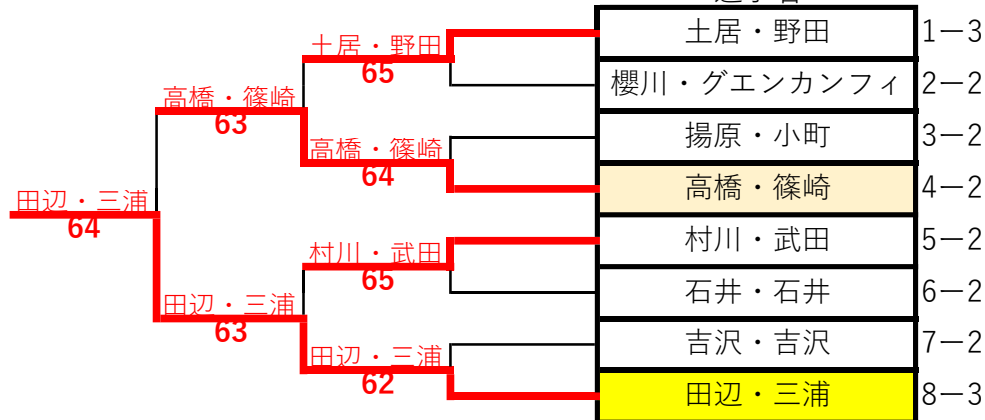 土居・野田 1−3
土居・野田
65
櫻川・グエンカンフィ 2−2
高橋・篠崎
63
揚原・小町 3−2
高橋・篠崎
64
高橋・篠崎 4−2
田辺・三浦
64
村川・武田 5−2
村川・武田
65
石井・石井 6−2
田辺・三浦
63
吉沢・吉沢 7−2
田辺・三浦
62
田辺・三浦 8−3